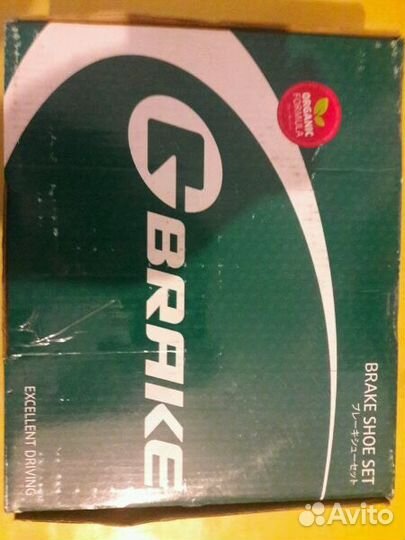 ORGANIC
FORMULA
G BRAKE
BRAKE SHOE SET
ブレーキシューセット
EXCELLENT DRIVING
Avito